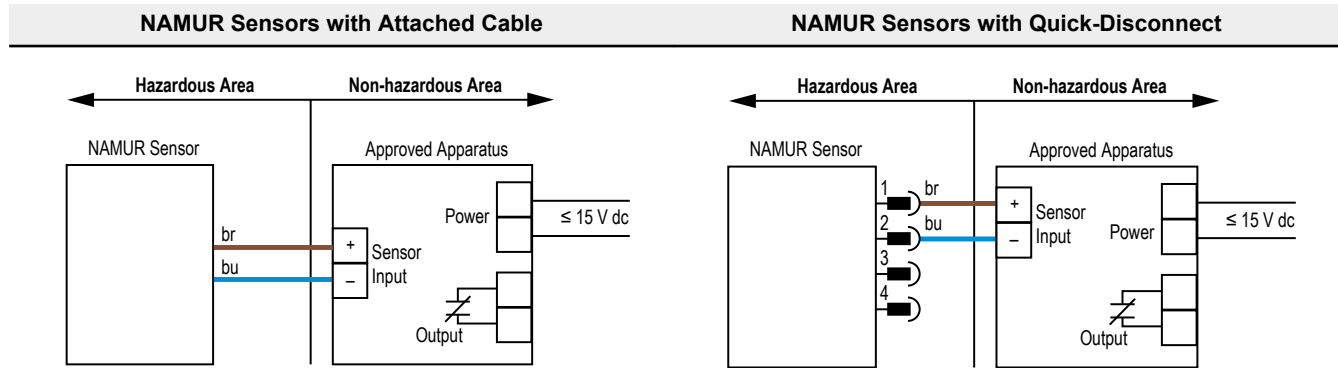 NAMUR Sensors with Attached Cable
Hazardous Area
Non-hazardous Area
NAMUR Sensor
Approved Apparatus
Power
≤ 15 V dc
br
+
Sensor
bu
–
Input
Output
NAMUR Sensors with Quick-Disconnect
Hazardous Area
Non-hazardous Area
NAMUR Sensor
Approved Apparatus
1
br
+
Sensor
Power
≤ 15 V dc
2
bu
–
Input
3
4
Output